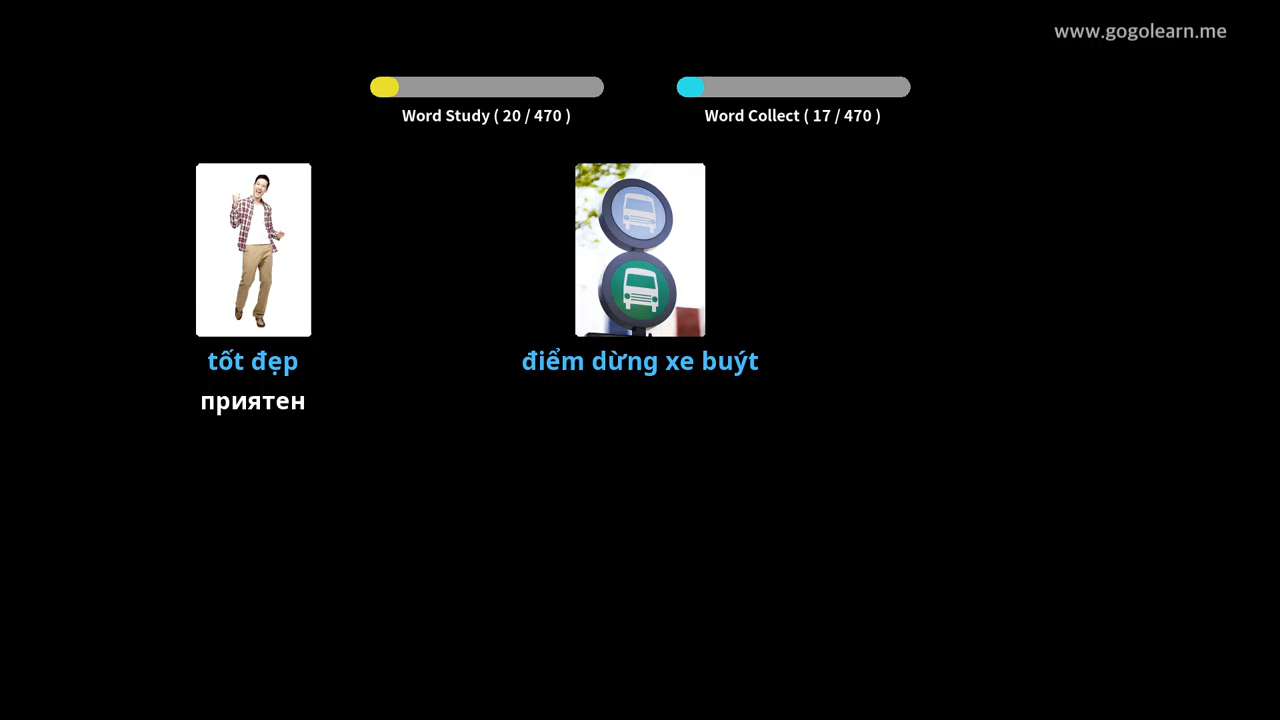 www.gogolearn.me
Word Study ( 20 / 470 )
Word Collect ( 17 / 470 )
tốt đẹp
приятен
điểm dừng xe buýt